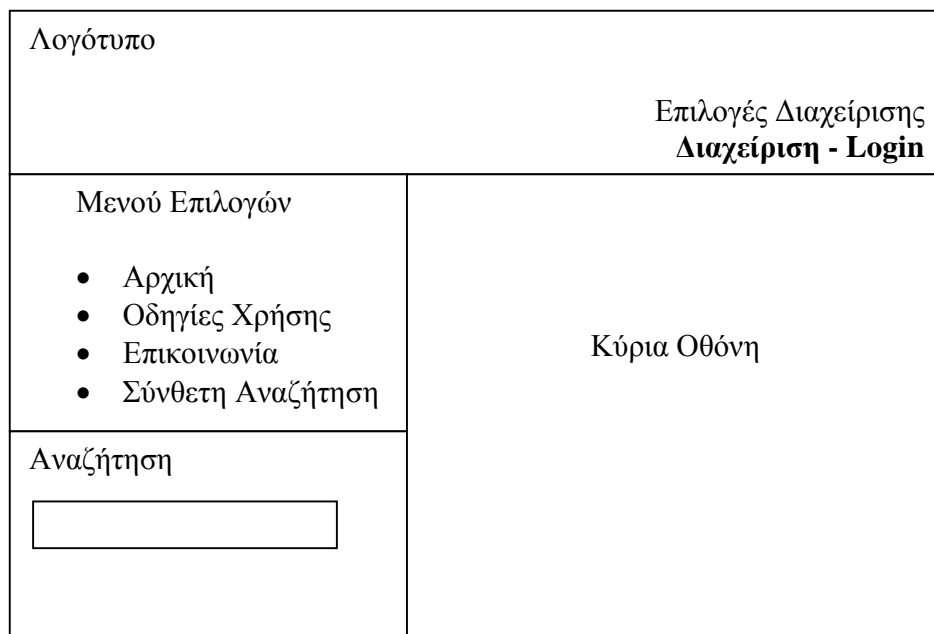 Λογότυπο
Επιλογές Διαχείρισης
Διαχείριση - Login
Μενού Επιλογών
• Αρχική
• Οδηγίες Χρήσης
• Επικοινωνία
• Σύνθετη Αναζήτηση
Κύρια Οθόνη
Αναζήτηση